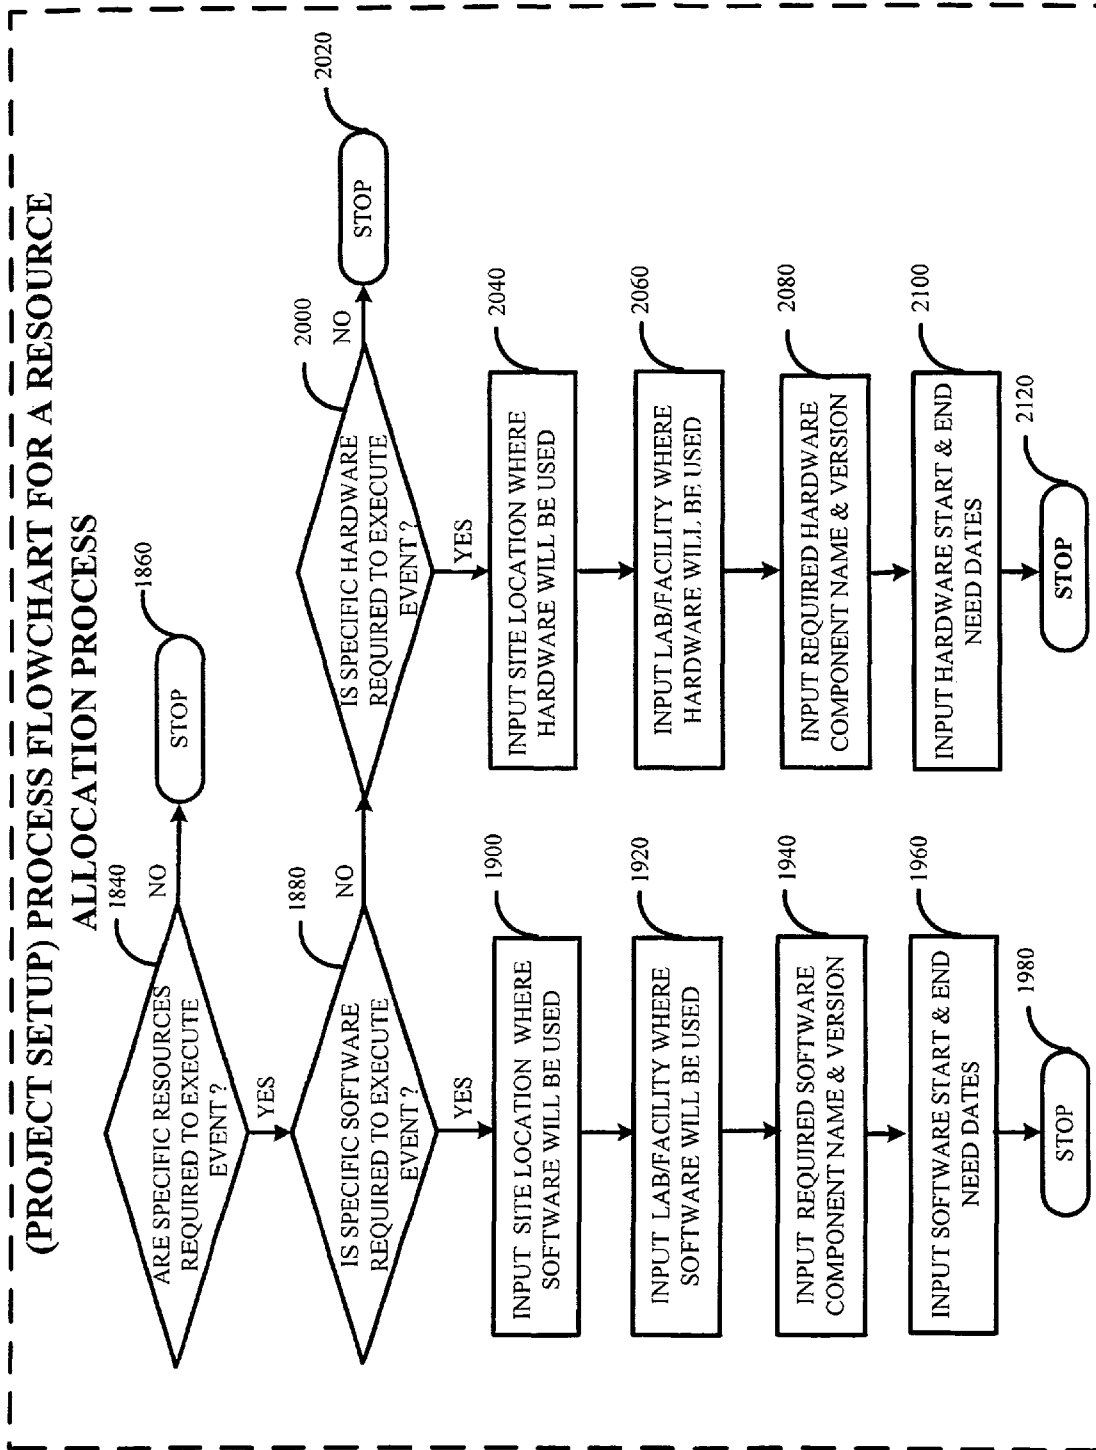 (PROJECT SETUP) PROCESS FLOWCHART FOR A RESOURCE
ALLOCATION PROCESS
1840
ARE SPECIFIC RESOURCES
REQUIRED TO EXECUTE
EVENT ?
NO
1860
STOP
YES
1880
IS SPECIFIC SOFTWARE
REQUIRED TO EXECUTE
EVENT ?
NO
YES
1900
INPUT SITE LOCATION WHERE
SOFTWARE WILL BE USED
1920
INPUT LAB/FACILITY WHERE
SOFTWARE WILL BE USED
1940
INPUT REQUIRED SOFTWARE
COMPONENT NAME & VERSION
1960
INPUT SOFTWARE START & END
NEED DATES
1980
STOP
2000
IS SPECIFIC HARDWARE
REQUIRED TO EXECUTE
EVENT ?
NO
2020
STOP
YES
2040
INPUT SITE LOCATION WHERE
HARDWARE WILL BE USED
2060
INPUT LAB/FACILITY WHERE
HARDWARE WILL BE USED
2080
INPUT REQUIRED HARDWARE
COMPONENT NAME & VERSION
2100
INPUT HARDWARE START & END
NEED DATES
2120
STOP